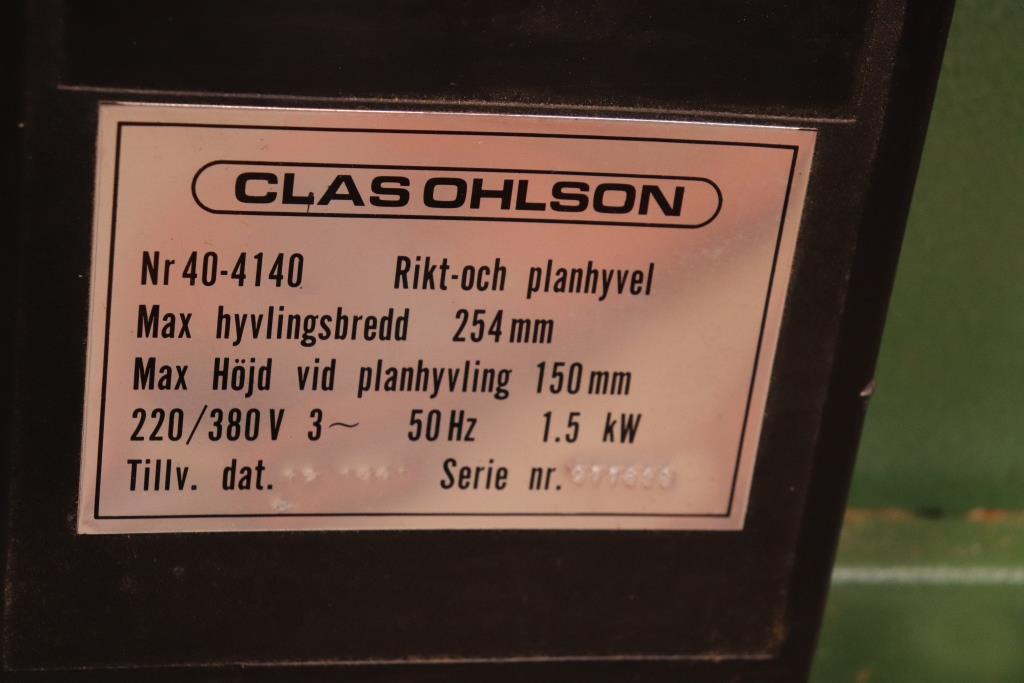 CLAS OHLSON
Nr 40-4140 Rikt-och planhyvel
Max hyvlingsbredd 254 mm
Max Höjd vid planhyvling 150 mm
220/380 V 3~ 50 Hz 1.5 kW
Tillv. dat. Serie nr.